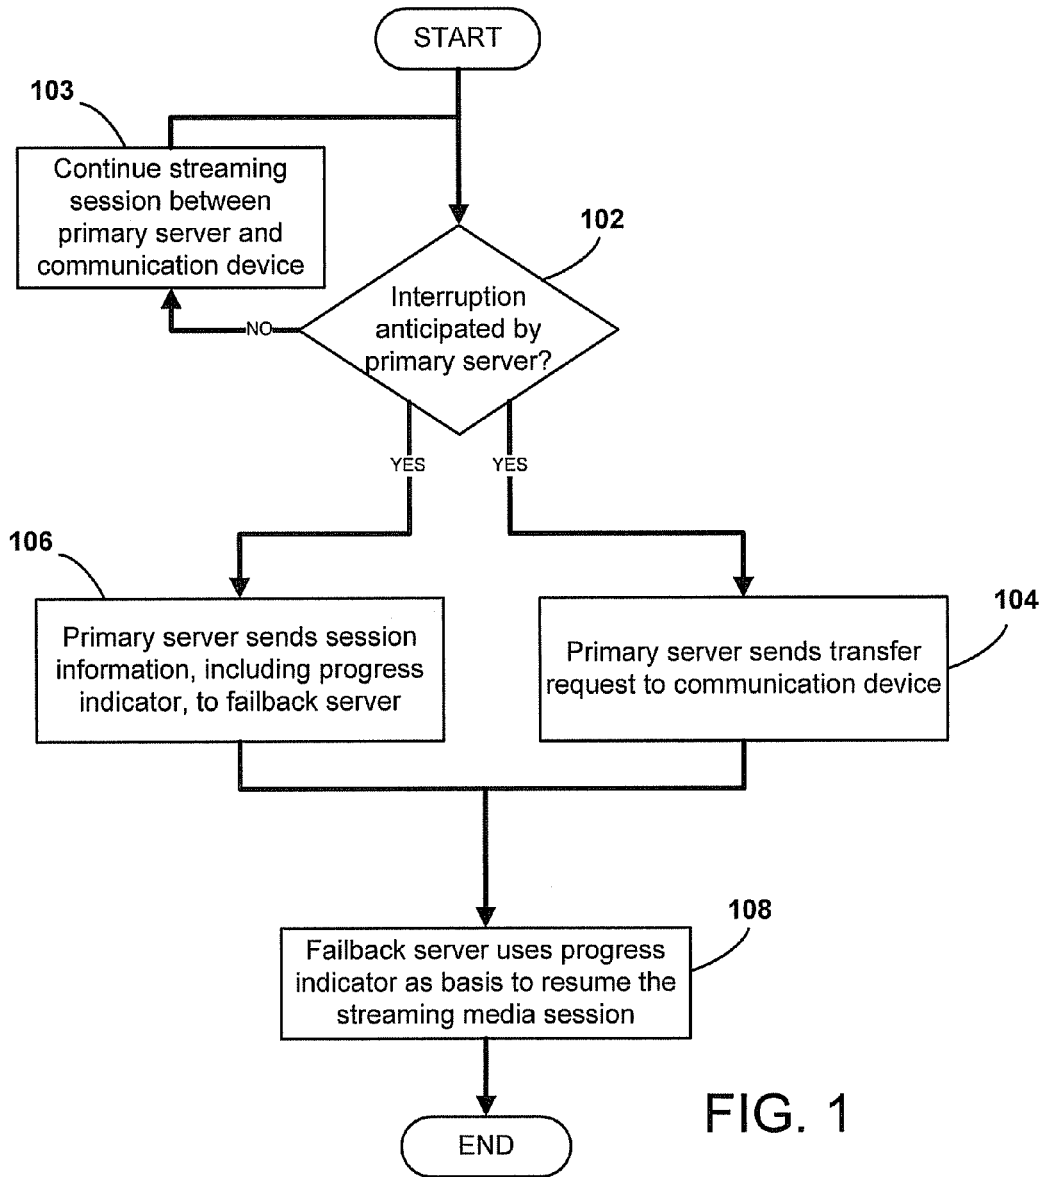 START
103
Continue streaming
session between
primary server and
communication device
102
Interruption
anticipated by
primary server?
NO
YES
YES
106
Primary server sends session
information, including progress
indicator, to failback server
104
Primary server sends transfer
request to communication device
108
Failback server uses progress
indicator as basis to resume the
streaming media session
END
FIG. 1